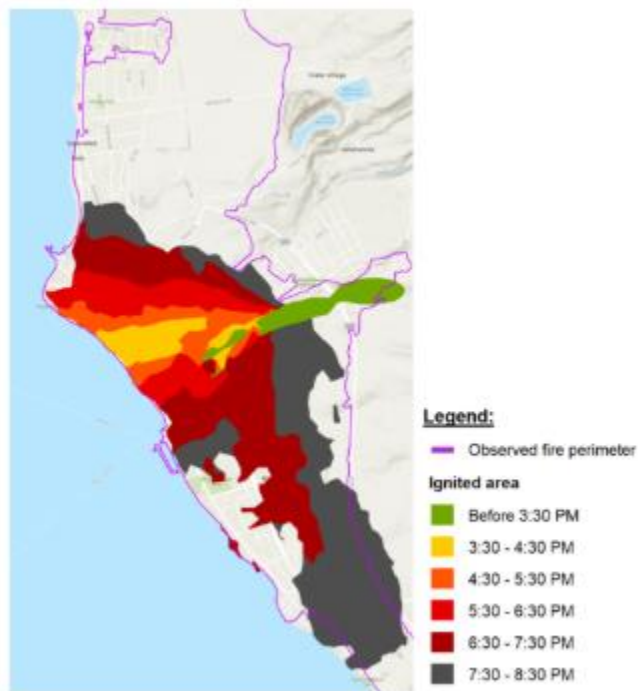 Legend:
Observed fire perimeter
Ignited area
Before 3:30 PM
3:30 - 4:30 PM
4:30 - 5:30 PM
5:30 - 6:30 PM
6:30 - 7:30 PM
7:30 - 8:30 PM